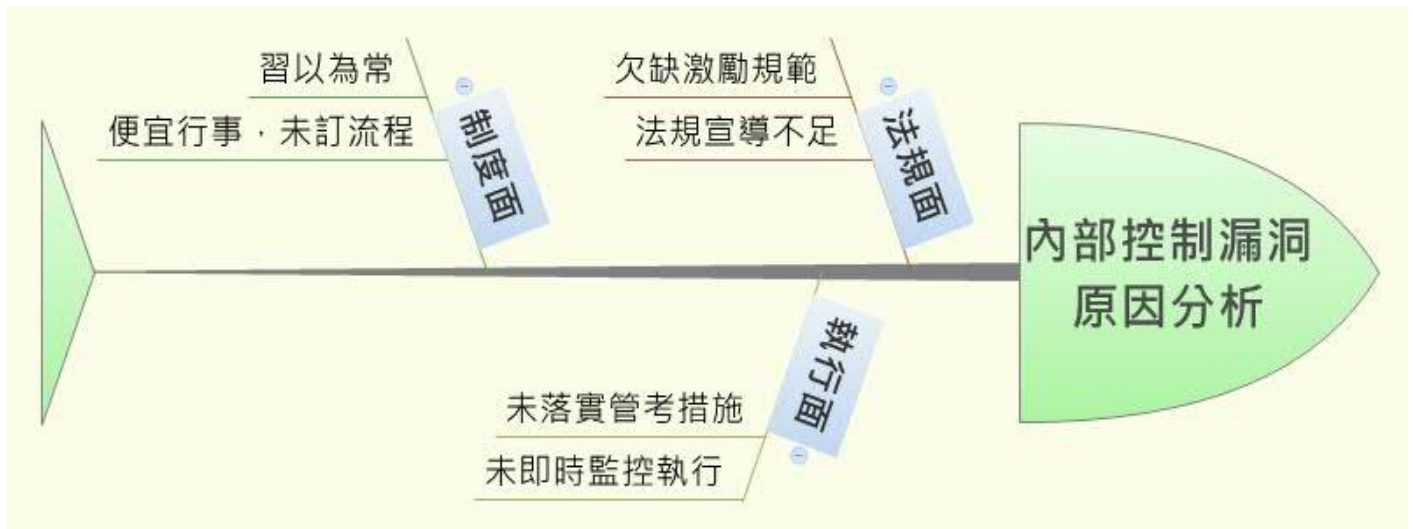 習以為常
便宜行事，未訂流程
制度面
欠缺激勵規範
法規宣導不足
法規面
內部控制漏洞
原因分析
執行面
未落實管考措施
未即時監控執行